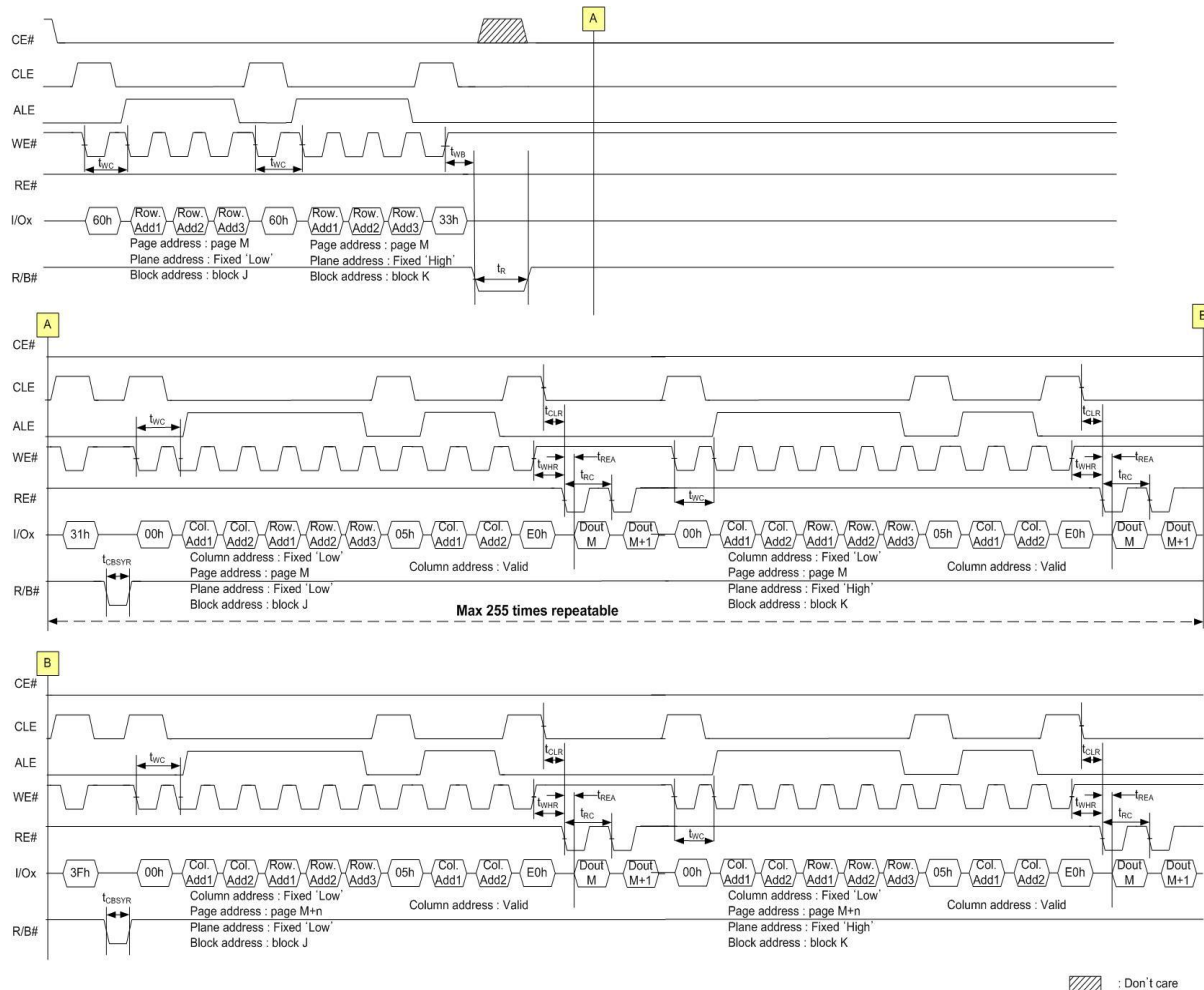 A
CE#
CLE
ALE
WE#
tWC tWC tWB
RE#
I/Ox 60h Row. Add1 Row. Add2 Row. Add3 60h Row. Add1 Row. Add2 Row. Add3 33h
Page address : page M Page address : page M
Plane address : Fixed 'Low' Plane address : Fixed 'High'
Block address : block J Block address : block K
R/B# tR
A B
CE#
CLE
tCLR tCLR
ALE
tWC
WE#
tWHR tREA tRC tWC tWHR tREA tRC
RE#
I/Ox 31h 00h Col. Add1 Col. Add2 Row. Add1 Row. Add2 Row. Add3 05h Col. Add1 Col. Add2 E0h Dout M Dout M+1 00h Col. Add1 Col. Add2 Row. Add1 Row. Add2 Row. Add3 05h Col. Add1 Col. Add2 E0h Dout M Dout M+1
tCBSYR Column address : Fixed 'Low' Column address : Valid Column address : Fixed 'Low' Column address : Valid
Page address : page M Page address : page M
R/B# Plane address : Fixed 'Low' Plane address : Fixed 'High'
Block address : block J Block address : block K
Max 255 times repeatable
B
CE#
CLE
tCLR tCLR
ALE
tWC
WE#
tWHR tREA tRC tWC tWHR tREA tRC
RE#
I/Ox 3Fh 00h Col. Add1 Col. Add2 Row. Add1 Row. Add2 Row. Add3 05h Col. Add1 Col. Add2 E0h Dout M Dout M+1 00h Col. Add1 Col. Add2 Row. Add1 Row. Add2 Row. Add3 05h Col. Add1 Col. Add2 E0h Dout M Dout M+1
tCBSYR Column address : Fixed 'Low' Column address : Valid Column address : Fixed 'Low' Column address : Valid
Page address : page M+n Page address : page M+n
R/B# Plane address : Fixed 'Low' Plane address : Fixed 'High'
Block address : block J Block address : block K
: Don't care